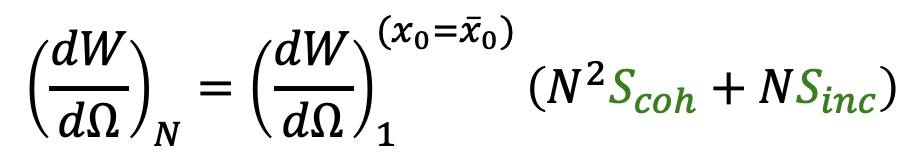 (dW/dΩ)_N = (dW/dΩ)_1^(x_0=x̄_0) (N^2 S_coh + N S_inc)